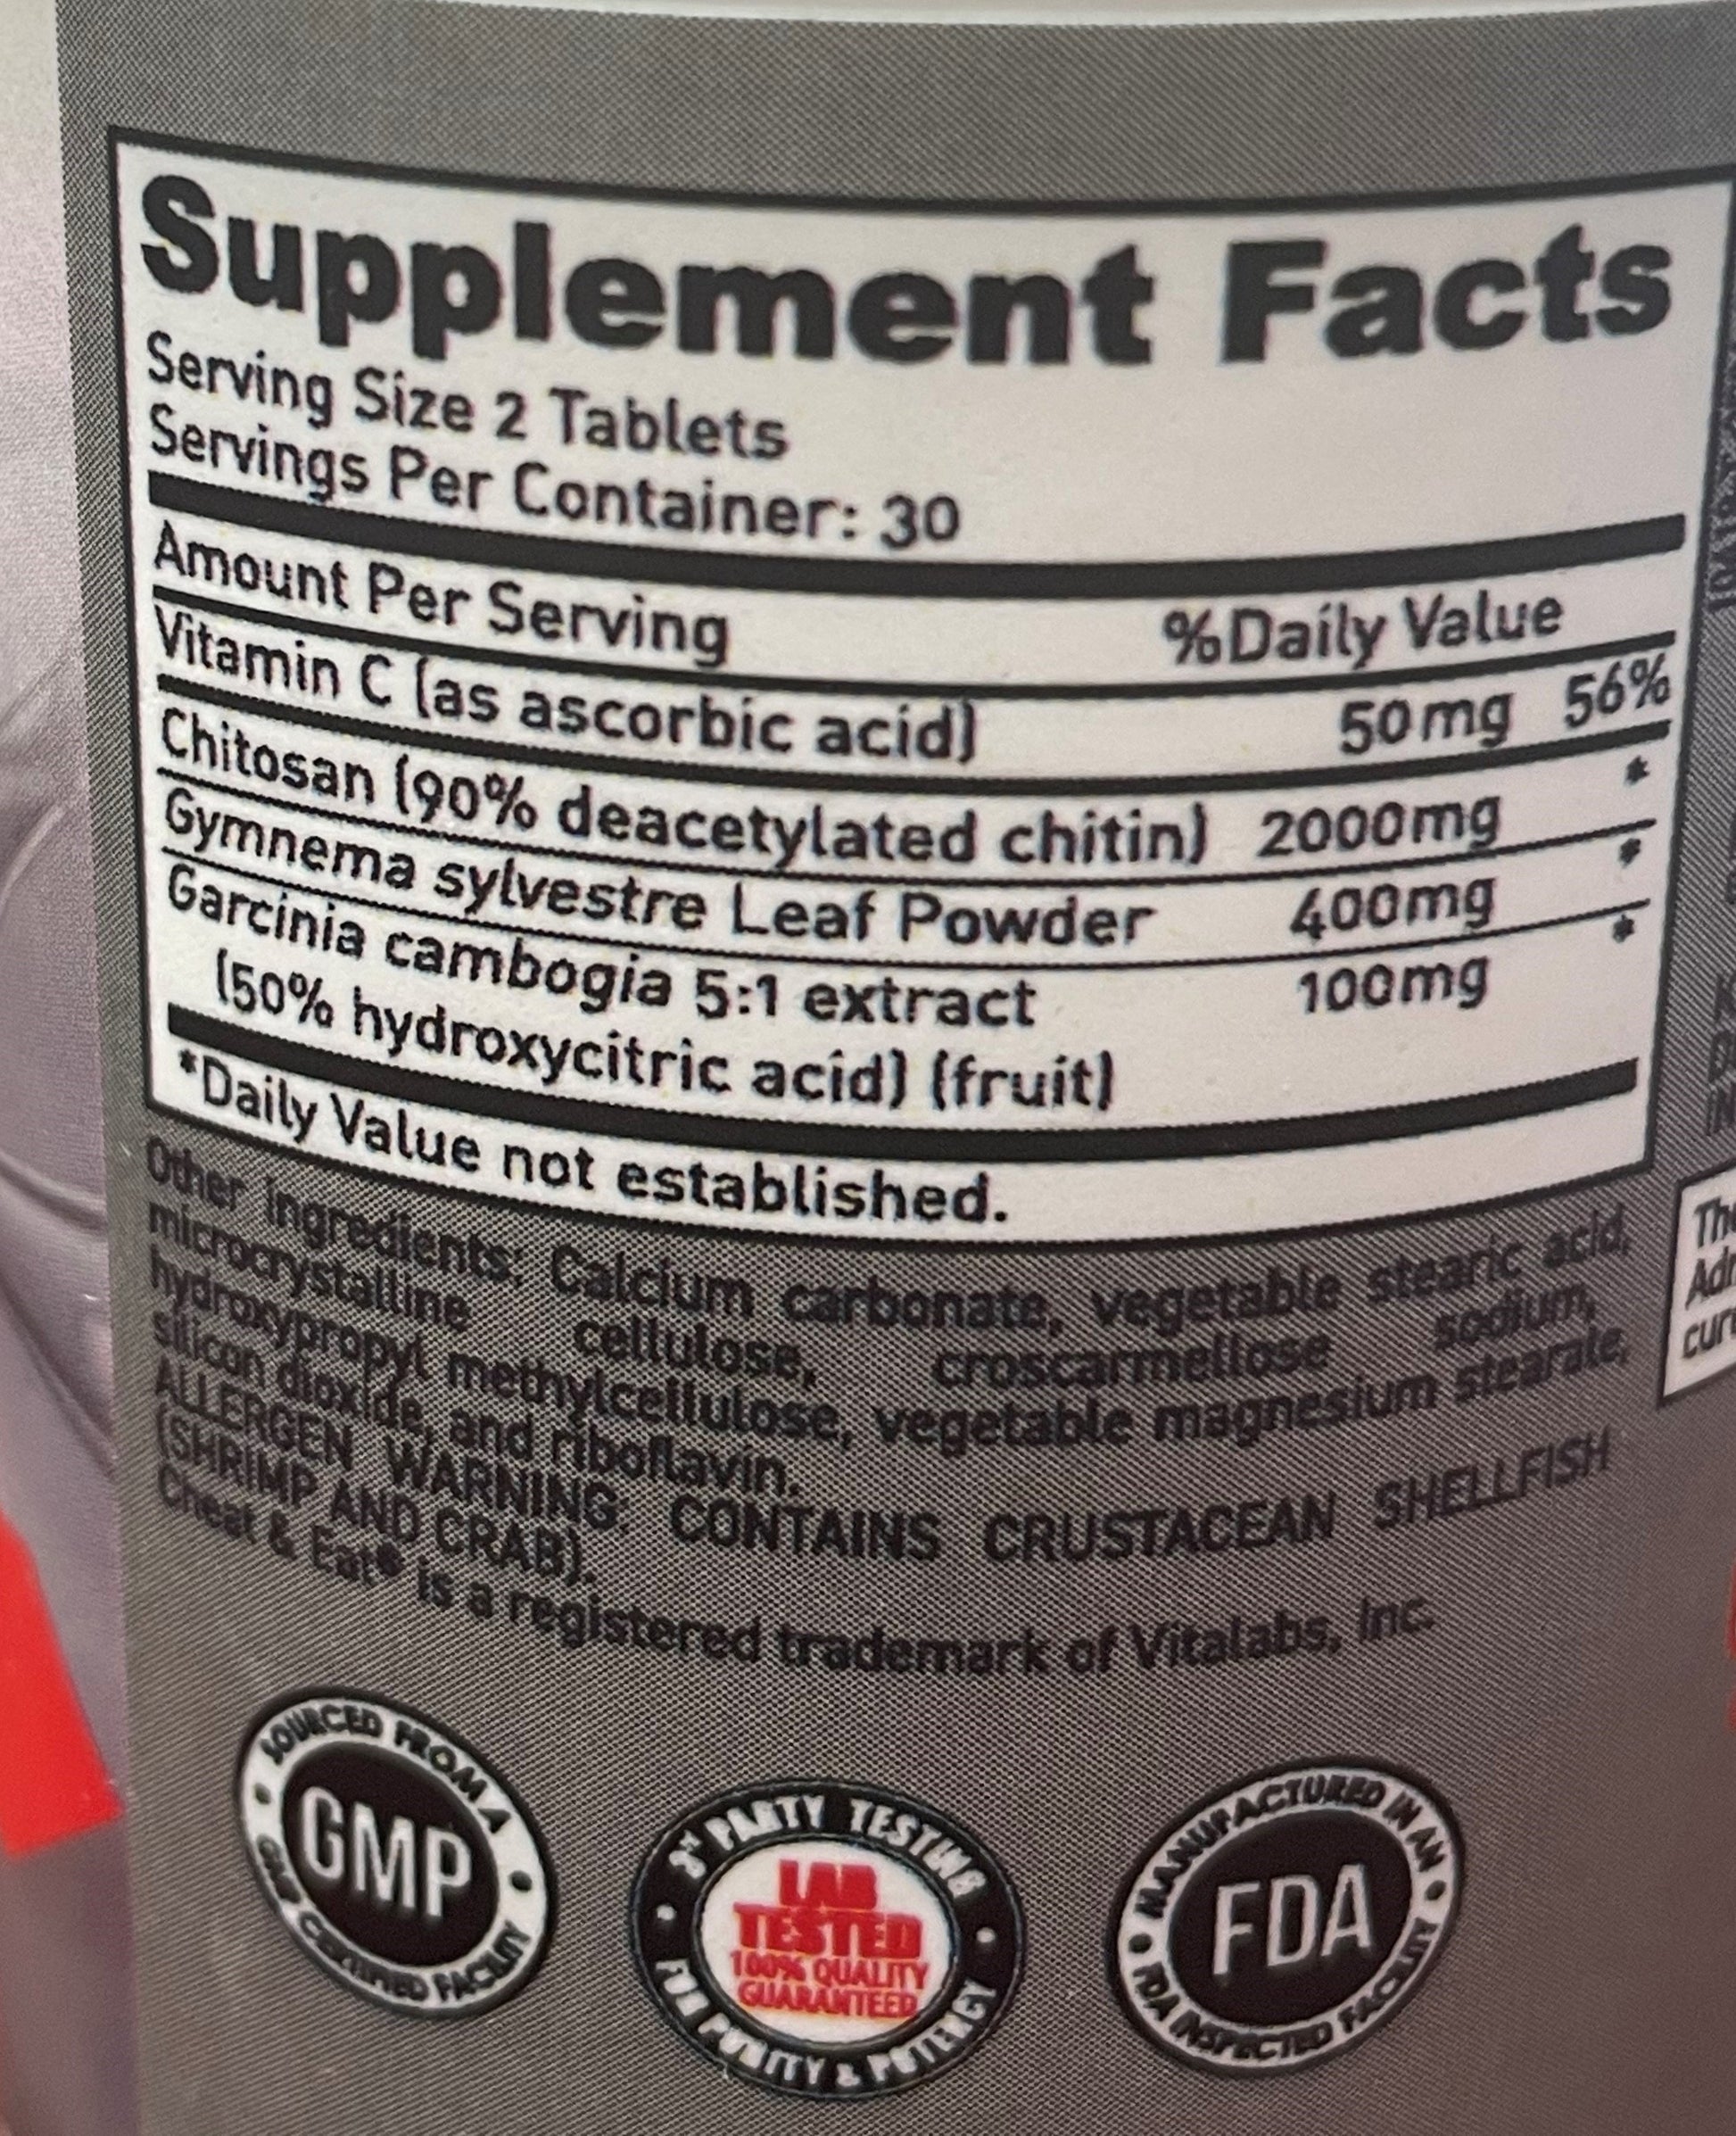 Supplement Facts
Serving Size 2 Tablets
Servings Per Container: 30
Amount Per Serving %Daily Value
Vitamin C (as ascorbic acid) 50mg 56%
Chitosan (90% deacetylated chitin) 2000mg *
Gymnema sylvestre Leaf Powder 400mg *
Garcinia cambogia 5:1 extract 100mg *
(50% hydroxycitric acid) (fruit)
*Daily Value not established.
Other ingredients: Calcium carbonate, vegetable stearic acid,
microcrystalline cellulose, croscarmellose sodium,
hydroxypropyl methylcellulose, vegetable magnesium stearate,
silicon dioxide, and riboflavin.
ALLERGEN WARNING: CONTAINS CRUSTACEAN SHELLFISH
(SHRIMP AND CRAB).
Cheat & Eat® is a registered trademark of Vitalabs, Inc.
SOURCED FROM A
GMP
GMP CERTIFIED FACILITY
3rd PARTY TESTING
LAB
TESTED
100% QUALITY
GUARANTEED
FOR PURITY & POTENCY
MANUFACTURED IN AN
FDA
FDA INSPECTED FACILITY